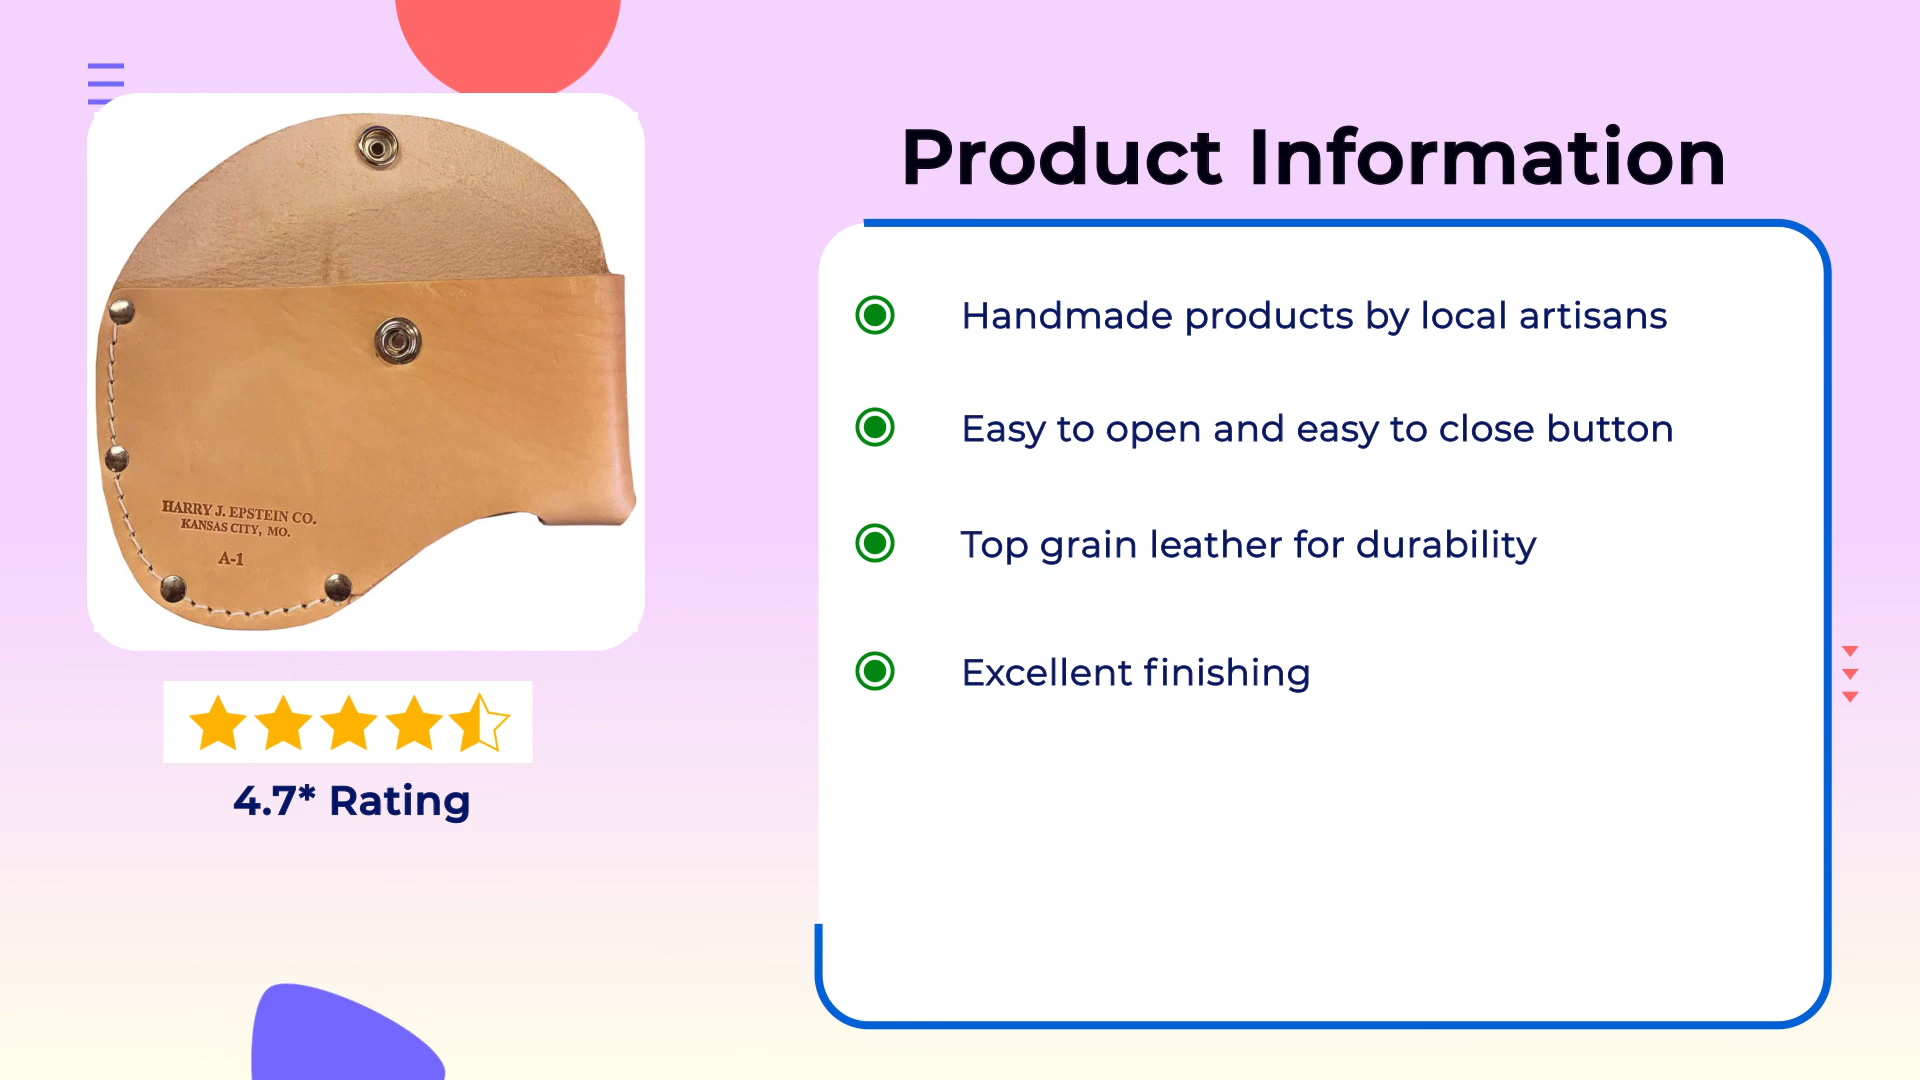 Product Information
HARRY J. EPSTEIN CO.
KANSAS CITY, MO.
A-1
Handmade products by local artisans
Easy to open and easy to close button
Top grain leather for durability
Excellent finishing
4.7* Rating